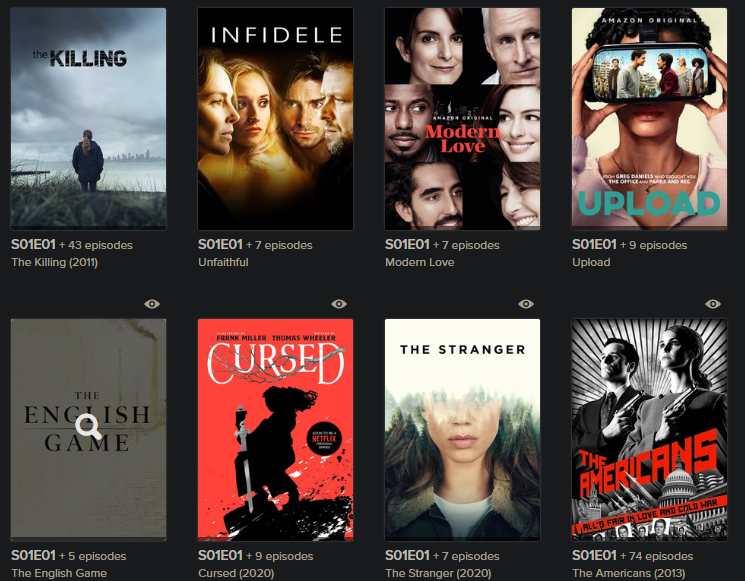 the KILLING
S01E01 + 43 episodes
The Killing (2011)
INFIDELE
S01E01 + 7 episodes
Unfaithful
AMAZON ORIGINAL
Modern
Love
S01E01 + 7 episodes
Modern Love
AMAZON ORIGINAL
FROM GREG DANIELS WHO BROUGHT YOU
THE OFFICE AND PARKS AND REC
UPLOAD
S01E01 + 9 episodes
Upload
THE
ENGLISH
GAME
S01E01 + 5 episodes
The English Game
FRANK MILLER THOMAS WHEELER
CURSED
SOON TO BE A
NETFLIX
ORIGINAL
SERIES
S01E01 + 9 episodes
Cursed (2020)
THE STRANGER
S01E01 + 7 episodes
The Stranger (2020)
THE
AMERICANS
ALL'S FAIR IN LOVE AND COLD WAR
S01E01 + 74 episodes
The Americans (2013)